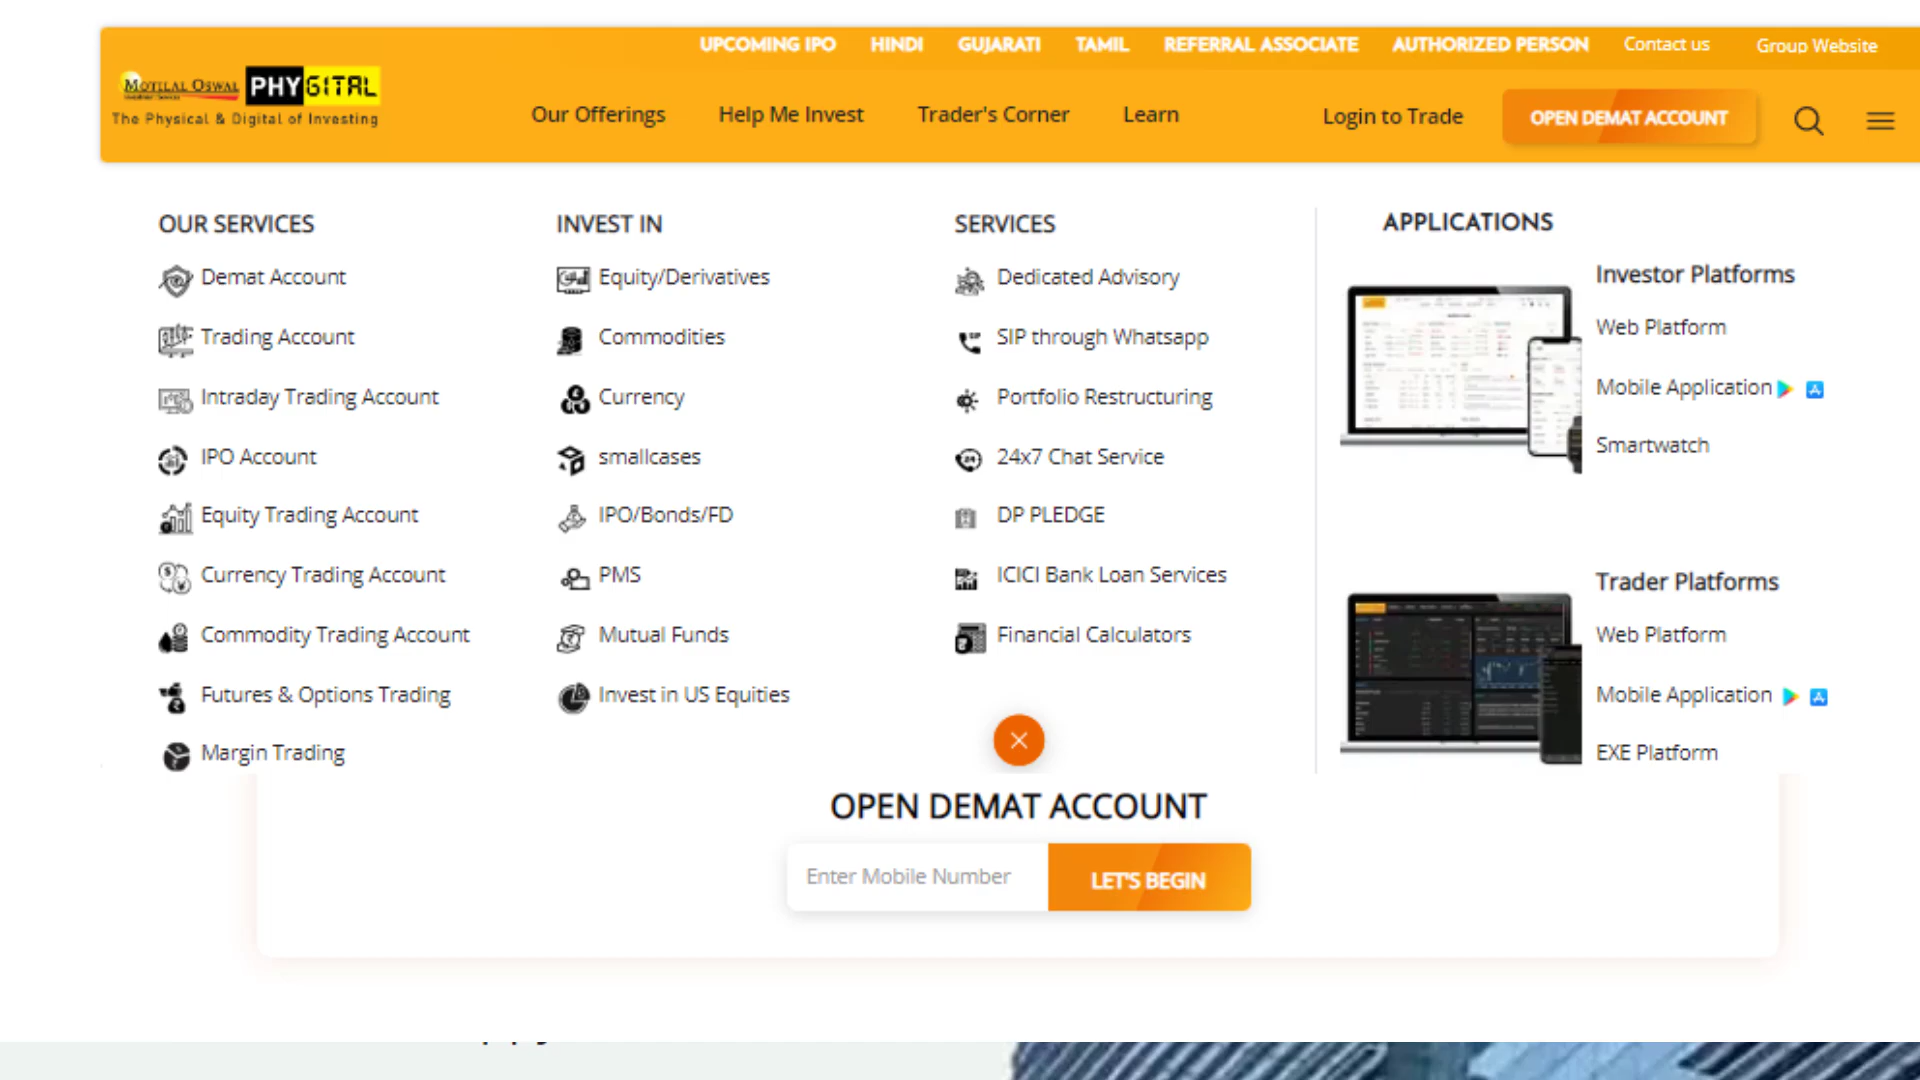 UPCOMING IPO HINDI GUJARATI TAMIL REFERRAL ASSOCIATE AUTHORIZED PERSON Contact us Group Website
MOTILAL OSWAL PHYGITAL
The Physical & Digital of Investing
Our Offerings Help Me Invest Trader's Corner Learn Login to Trade OPEN DEMAT ACCOUNT
OUR SERVICES
Demat Account
Trading Account
Intraday Trading Account
IPO Account
Equity Trading Account
Currency Trading Account
Commodity Trading Account
Futures & Options Trading
Margin Trading
INVEST IN
Equity/Derivatives
Commodities
Currency
smallcases
IPO/Bonds/FD
PMS
Mutual Funds
Invest in US Equities
SERVICES
Dedicated Advisory
SIP through Whatsapp
Portfolio Restructuring
24x7 Chat Service
DP PLEDGE
ICICI Bank Loan Services
Financial Calculators
APPLICATIONS
Investor Platforms
Web Platform
Mobile Application
Smartwatch
Trader Platforms
Web Platform
Mobile Application
EXE Platform
OPEN DEMAT ACCOUNT
Enter Mobile Number LET'S BEGIN